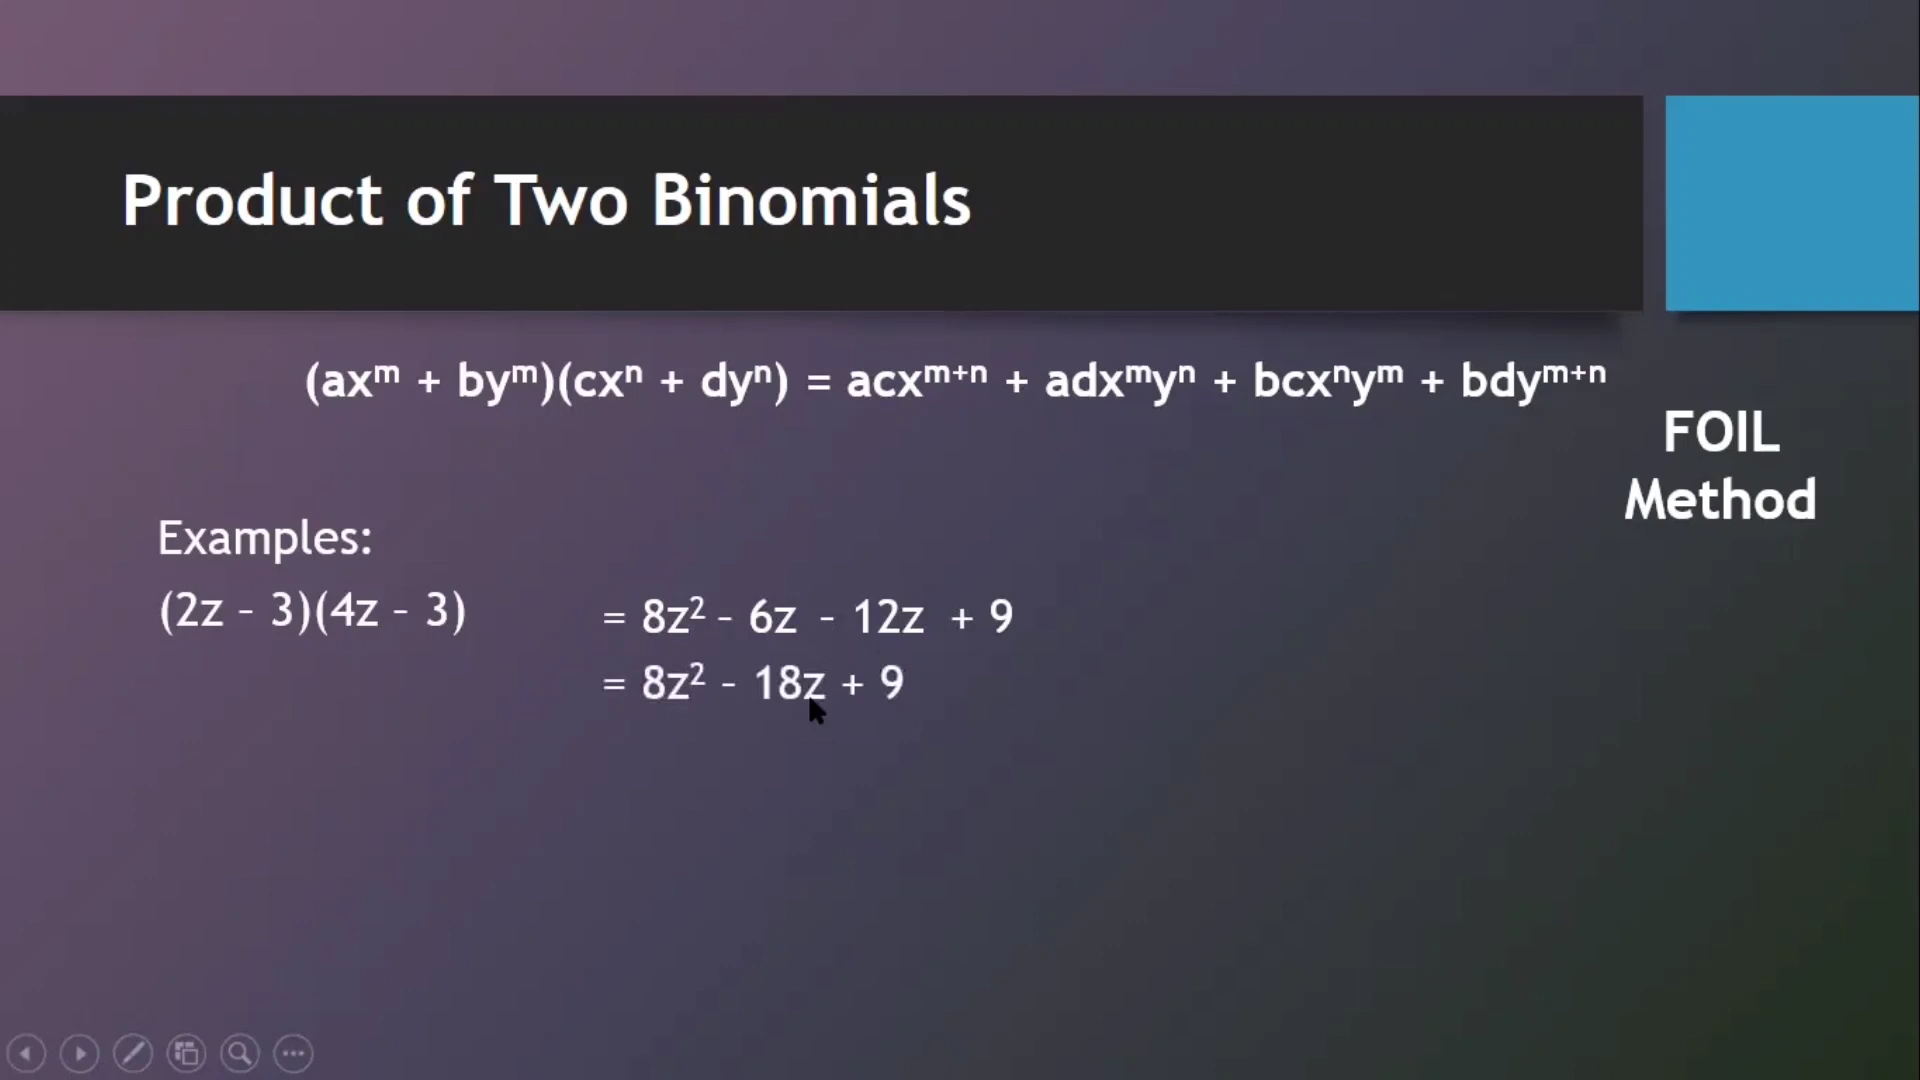 Product of Two Binomials
(axᵐ + byᵐ)(cxⁿ + dyⁿ) = acxᵐ⁺ⁿ + adxᵐyⁿ + bcxⁿyᵐ + bdyᵐ⁺ⁿ
FOIL
Method
Examples:
(2z – 3)(4z – 3)
= 8z² – 6z – 12z + 9
= 8z² – 18z + 9